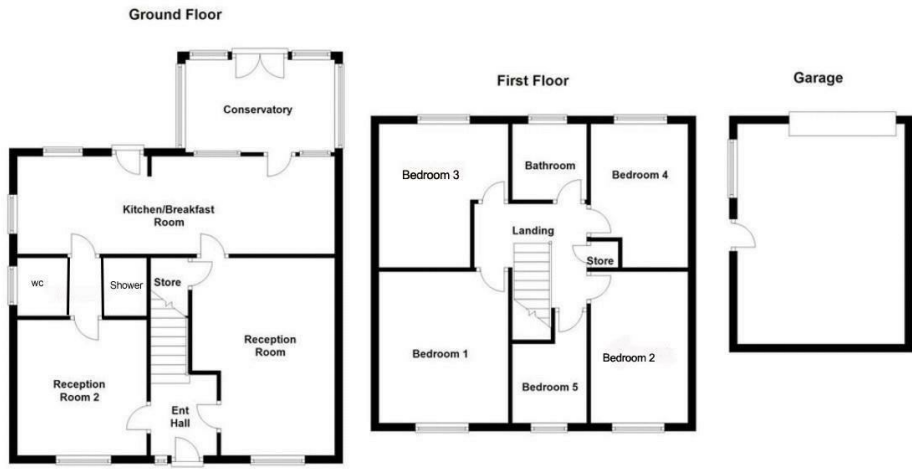 Ground Floor
Conservatory
Kitchen/Breakfast
Room
wc
Shower
Store
Reception
Room
Reception
Room 2
Ent
Hall
First Floor
Bedroom 3
Bathroom
Bedroom 4
Landing
Store
Bedroom 1
Bedroom 2
Bedroom 5
Garage